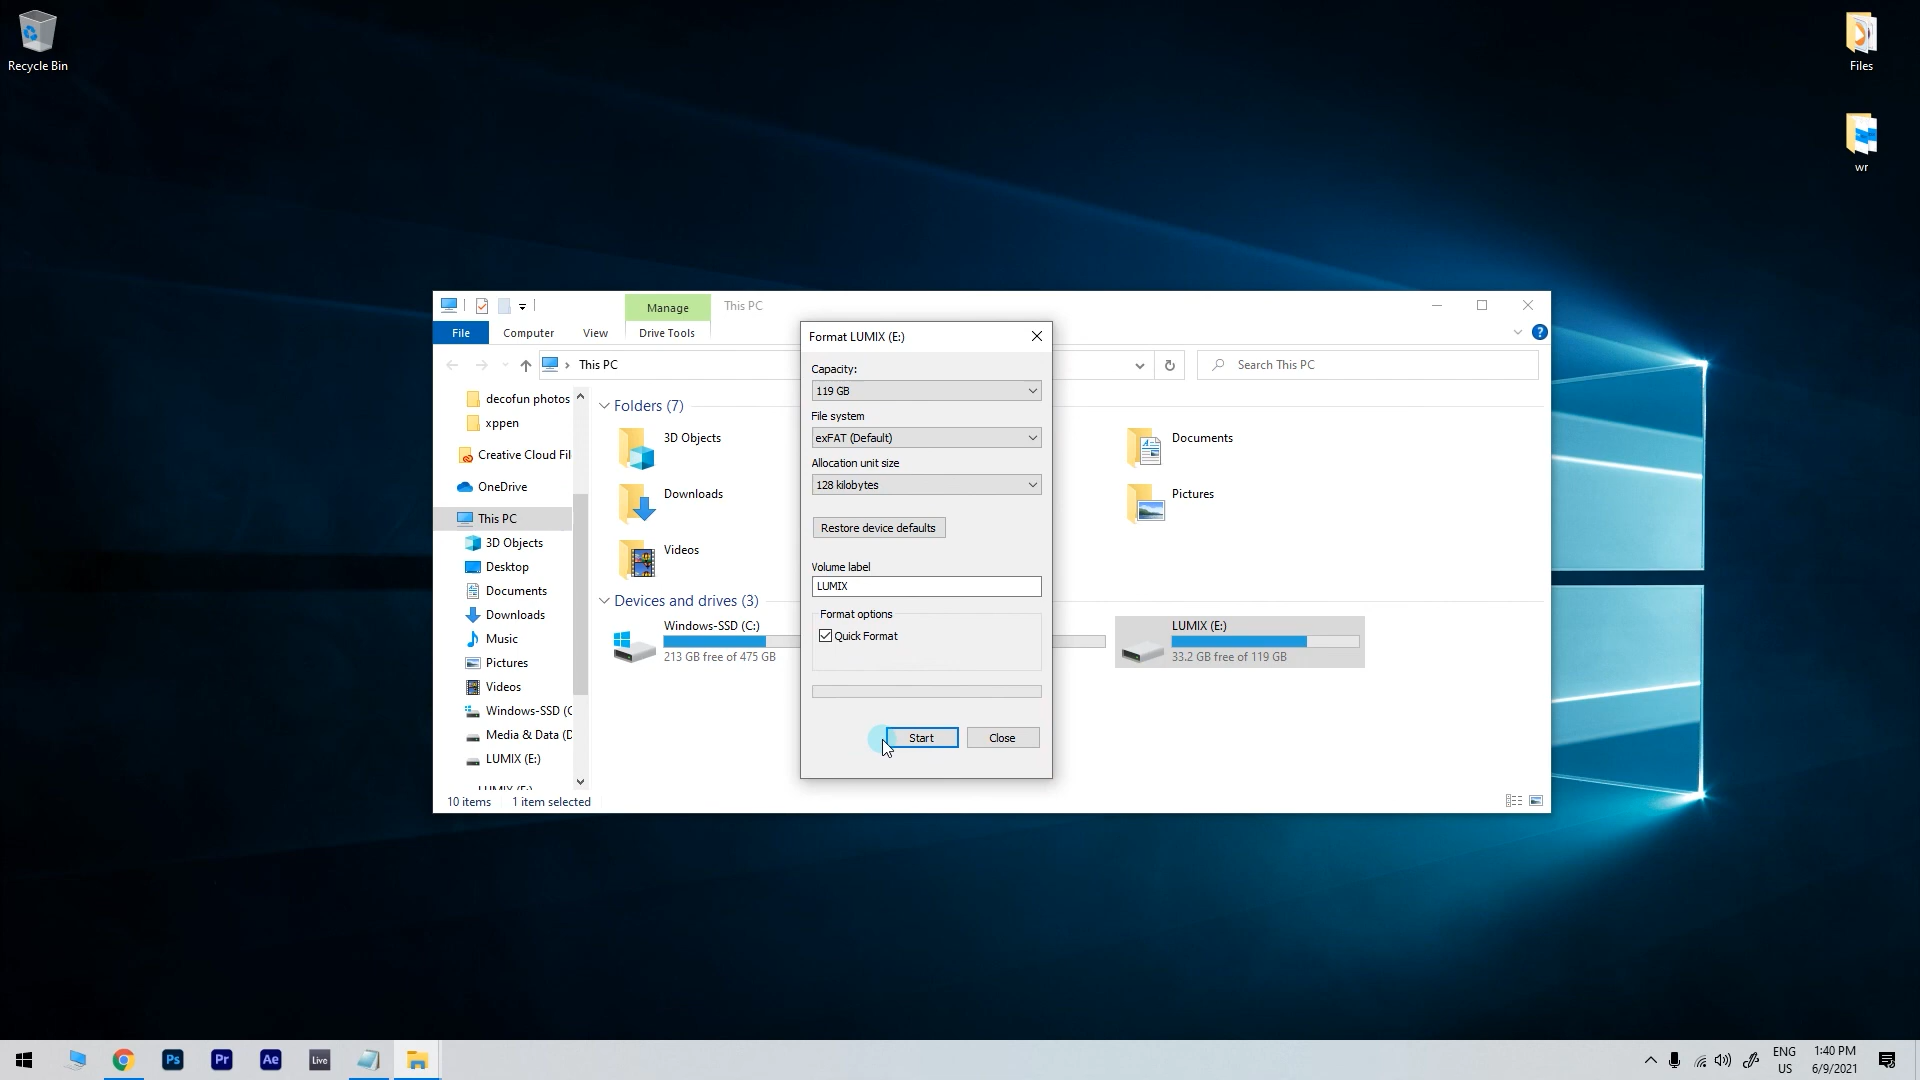 Recycle Bin
Files
wr
Manage
This PC
File
Computer
View
Drive Tools
This PC
Search This PC
decofun photos
xppen
Creative Cloud Fil
OneDrive
This PC
3D Objects
Desktop
Documents
Downloads
Music
Pictures
Videos
Windows-SSD (C
Media & Data (D
LUMIX (E:)
LUMIX (E:)
10 items
1 item selected
Folders (7)
3D Objects
Downloads
Videos
Documents
Pictures
Devices and drives (3)
Windows-SSD (C:)
213 GB free of 475 GB
LUMIX (E:)
33.2 GB free of 119 GB
Format LUMIX (E:)
Capacity:
119 GB
File system
exFAT (Default)
Allocation unit size
128 kilobytes
Restore device defaults
Volume label
LUMIX
Format options
Quick Format
Start
Close
Ps
Pr
Ae
Live
ENG
US
1:40 PM
6/9/2021